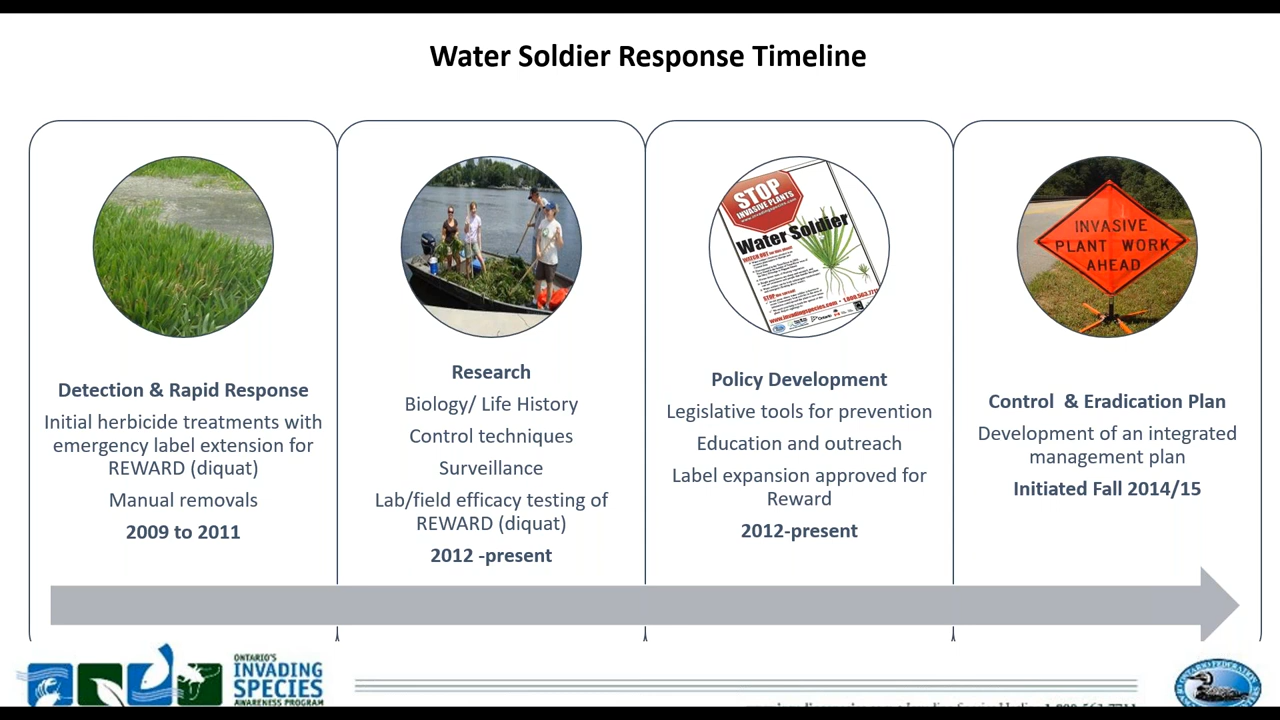 Water Soldier Response Timeline
STOP
INVASIVE PLANTS
Water Soldier
INVASIVE
PLANT WORK
AHEAD
Detection & Rapid Response
Initial herbicide treatments with
emergency label extension for
REWARD (diquat)
Manual removals
2009 to 2011
Research
Biology/ Life History
Control techniques
Surveillance
Lab/field efficacy testing of
REWARD (diquat)
2012 -present
Policy Development
Legislative tools for prevention
Education and outreach
Label expansion approved for
Reward
2012-present
Control & Eradication Plan
Development of an integrated
management plan
Initiated Fall 2014/15
ONTARIO'S
INVADING
SPECIES
AWARENESS PROGRAM